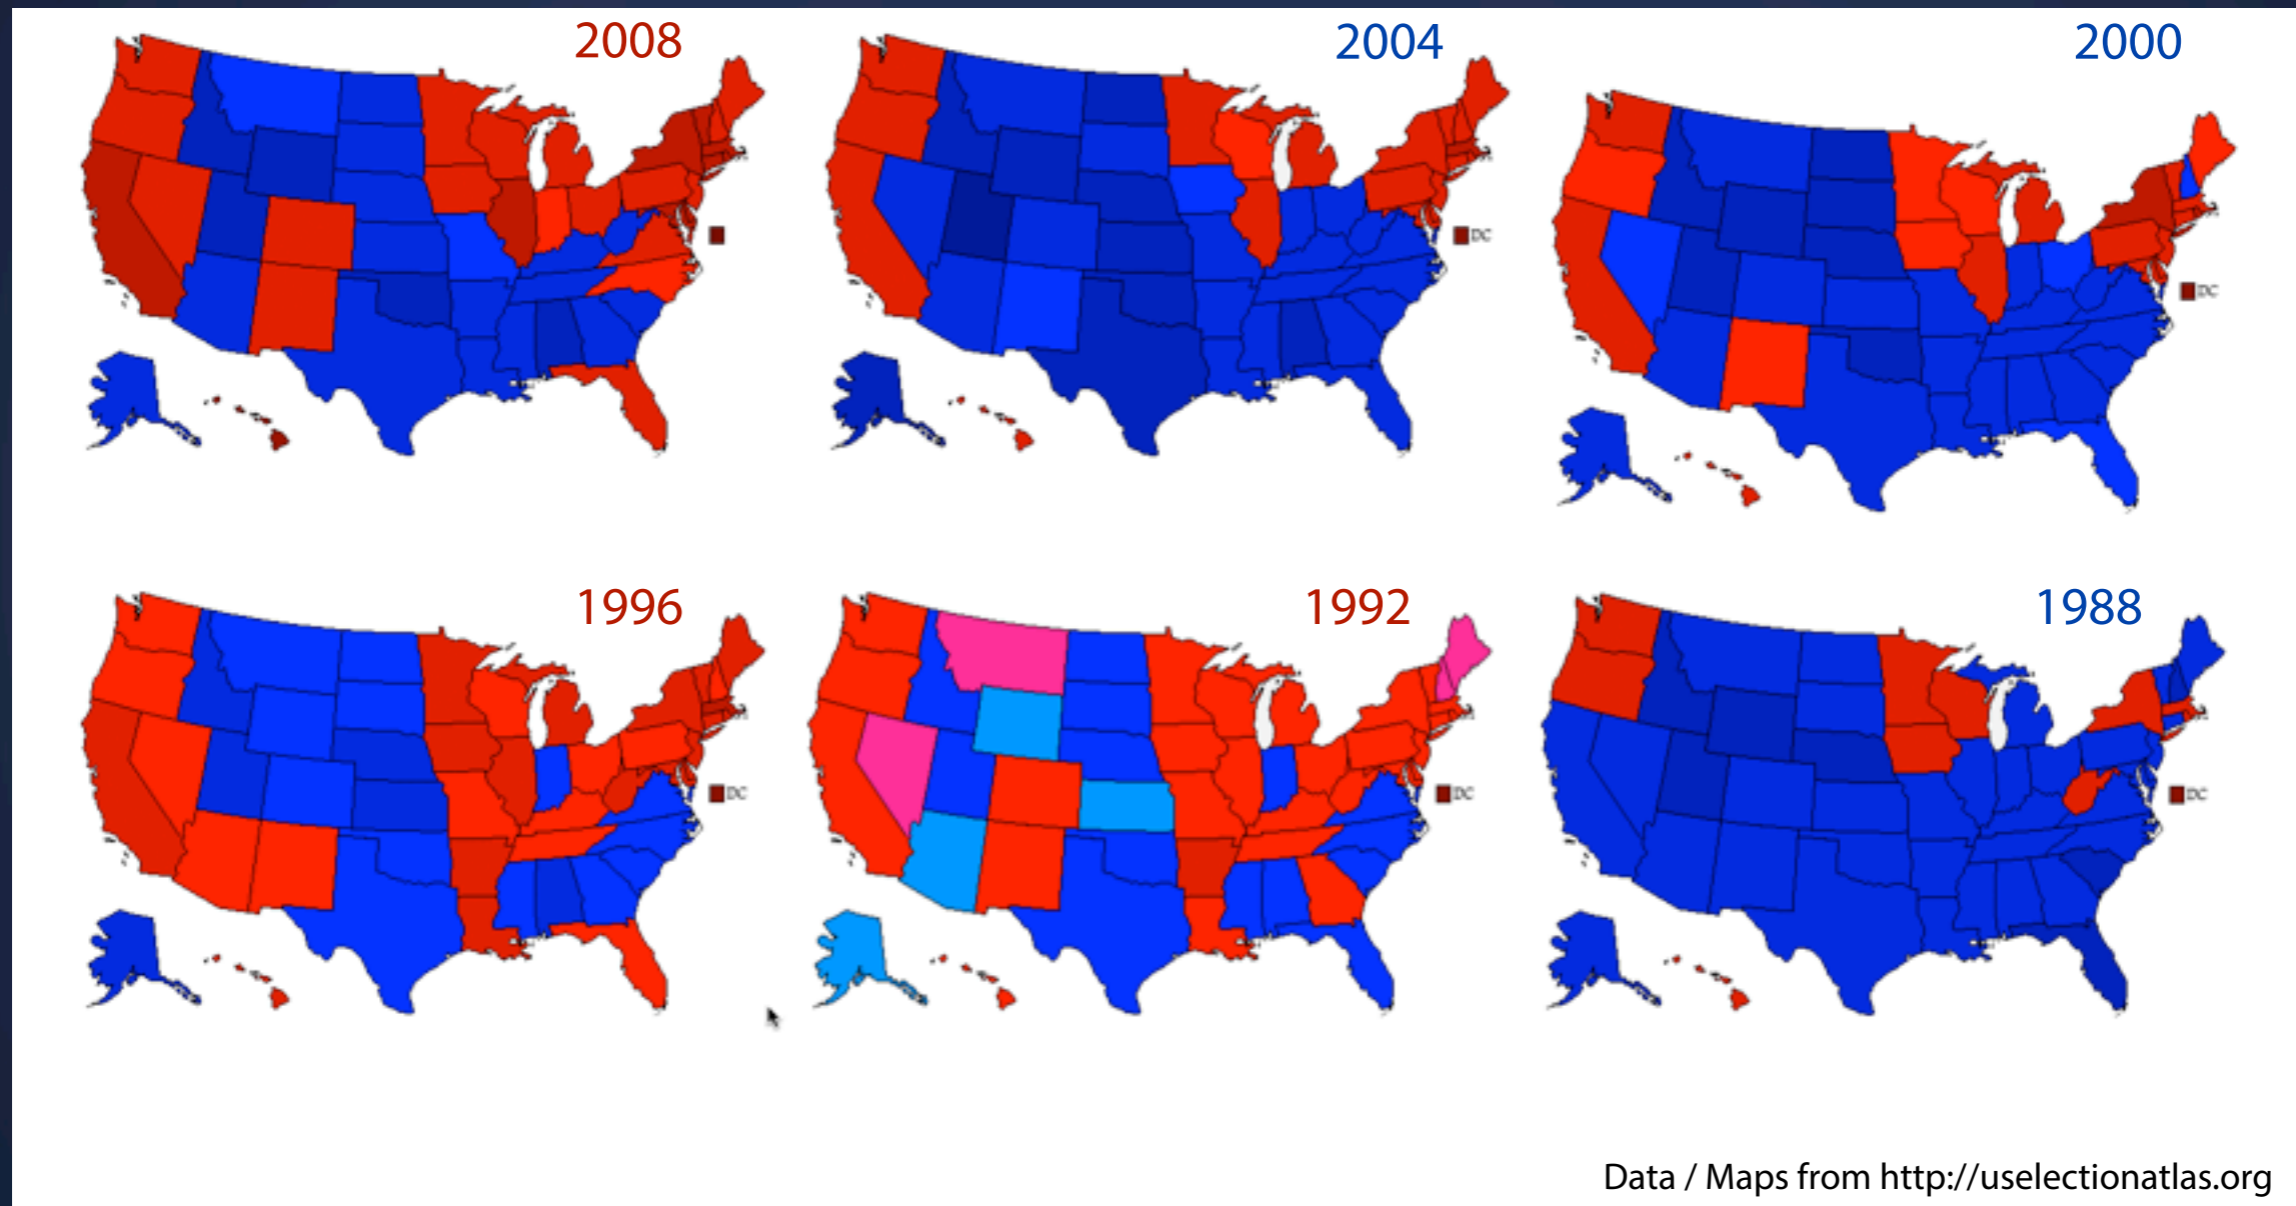 2008
2004
2000
DC
DC
1996
1992
1988
DC
DC
DC
Data / Maps from http://uselectionatlas.org